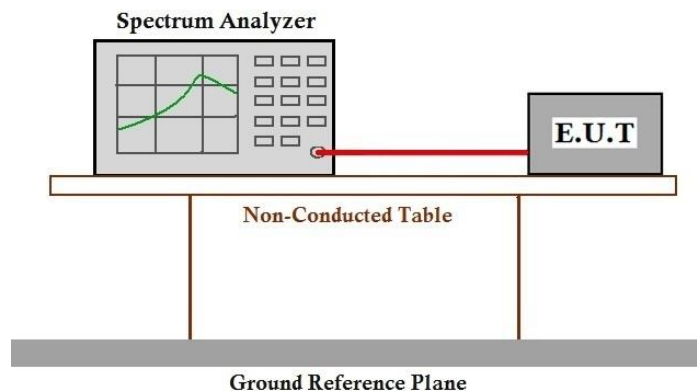 Spectrum Analyzer
E.U.T
Non-Conducted Table
Ground Reference Plane